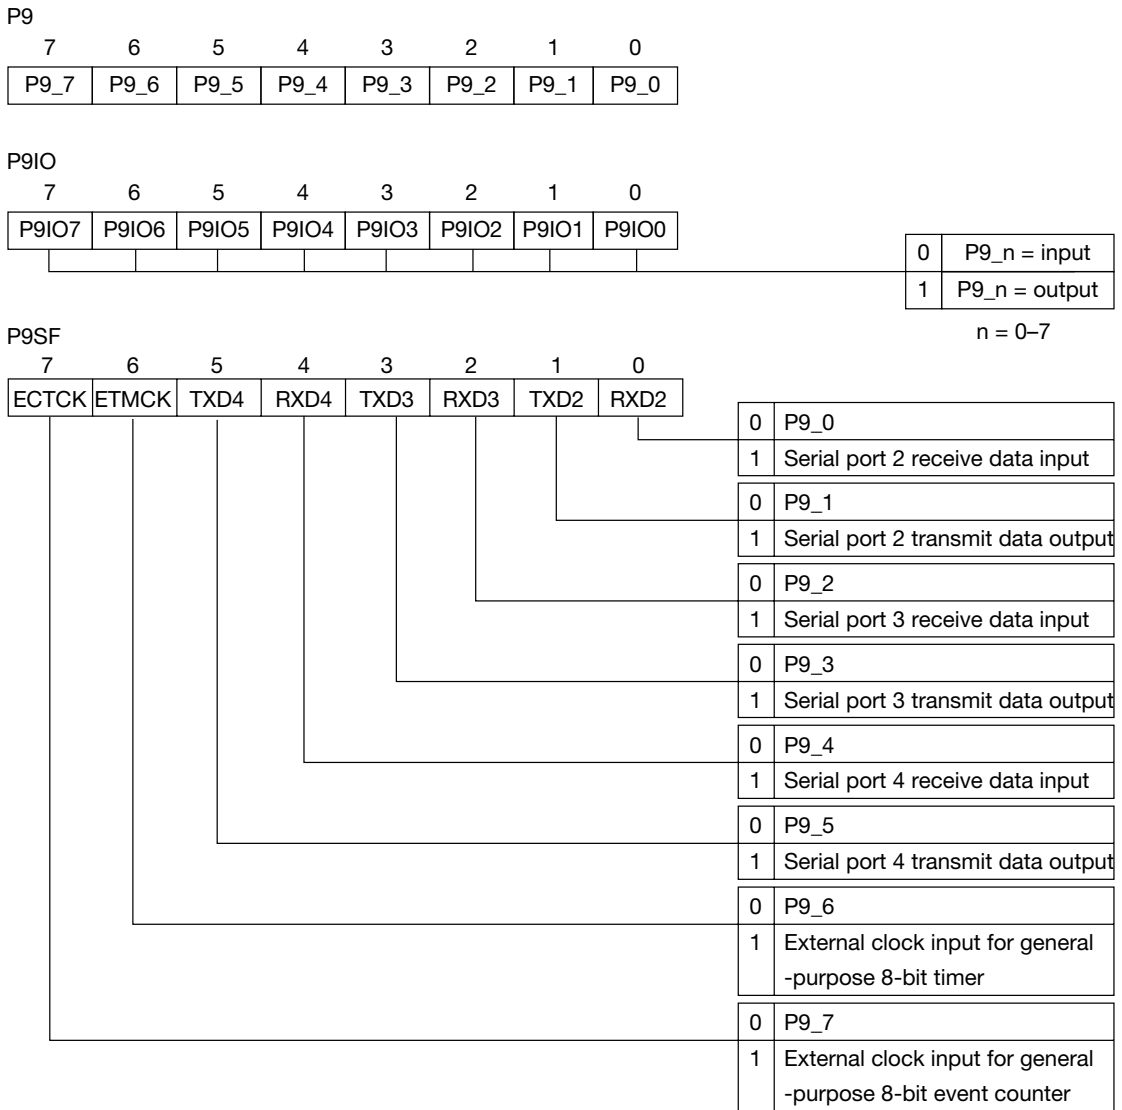 P9
7 6 5 4 3 2 1 0
P9_7 P9_6 P9_5 P9_4 P9_3 P9_2 P9_1 P9_0
P9IO
7 6 5 4 3 2 1 0
P9IO7 P9IO6 P9IO5 P9IO4 P9IO3 P9IO2 P9IO1 P9IO0
0 P9_n = input
1 P9_n = output
n = 0–7
P9SF
7 6 5 4 3 2 1 0
ECTCK ETMCK TXD4 RXD4 TXD3 RXD3 TXD2 RXD2
0 P9_0
1 Serial port 2 receive data input
0 P9_1
1 Serial port 2 transmit data output
0 P9_2
1 Serial port 3 receive data input
0 P9_3
1 Serial port 3 transmit data output
0 P9_4
1 Serial port 4 receive data input
0 P9_5
1 Serial port 4 transmit data output
0 P9_6
1 External clock input for general
-purpose 8-bit timer
0 P9_7
1 External clock input for general
-purpose 8-bit event counter